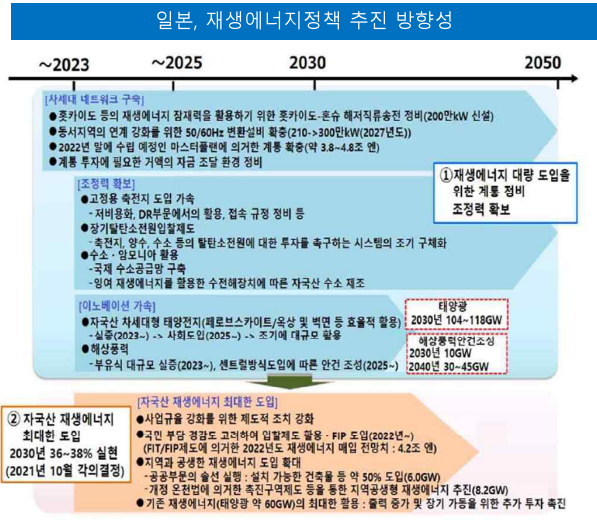 일본, 재생에너지정책 추진 방향성
~2023
~2025
2030
2050
[차세대 네트워크 구축]
●홋카이도 등의 재생에너지 잠재력을 활용하기 위한 홋카이도-혼슈 해저직류송전 정비(200만kW 신설)
●동서지역의 연계 강화를 위한 50/60Hz 변환설비 확충(210->300만kW(2027년도))
●2022년 말에 수립 예정인 마스터플랜에 의거한 계통 확충(약 3.8~4.8조 엔)
●계통 투자에 필요한 거액의 자금 조달 환경 정비
①재생에너지 대량 도입을
위한 계통 정비
조정력 확보
[조정력 확보]
●고정용 축전지 도입 가속
- 저비용화, DR부문에서의 활용, 접속 규정 정비 등
●장기탈탄소전원입찰제도
-축전지, 양수, 수소 등의 탈탄소전원에 대한 투자를 촉구하는 시스템의 조기 구체화
●수소·암모니아 활용
-국제 수소공급망 구축
-잉여 재생에너지를 활용한 수전해장치에 따른 자국산 수소 제조
[이노베이션 가속]
●자국산 차세대형 태양전지(페로브스카이트/옥상 및 벽면 등 효율적 활용)
- 실증(2023~) -> 사회도입(2025~) -> 조기에 대규모 활용
●해상풍력
-부유식 대규모 실증(2023~), 센트럴방식도입에 따른 안건 조성(2025~)
태양광
2030년 104~118GW
해상풍력안건조성
2030년 10GW
2040년 30~45GW
② 자국산 재생에너지
최대한 도입
2030년 36~38% 실현
(2021년 10월 각의결정)
[자국산 재생에너지 최대한 도입]
●사업규율 강화를 위한 제도적 조치 강화
●국민 부담 경감도 고려하여 입찰제도 활용·FIP 도입(2022년~)
(FIT/FIP제도에 의거한 2022년도 재생에너지 매입 전망치 : 4.2조 엔)
●지역과 공생한 재생에너지 도입 확대
- 공공부문의 솔선 실행 : 설치 가능한 건축물 등 약 50% 도입(6.0GW)
-개정 온천법에 의거한 촉진구역제도 등을 통한 지역공생형 재생에너지 추진(8.2GW)
●기존 재생에너지(태양광 약 60GW)의 최대한 활용 : 출력 증가 및 장기 가동을 위한 추가 투자 촉진